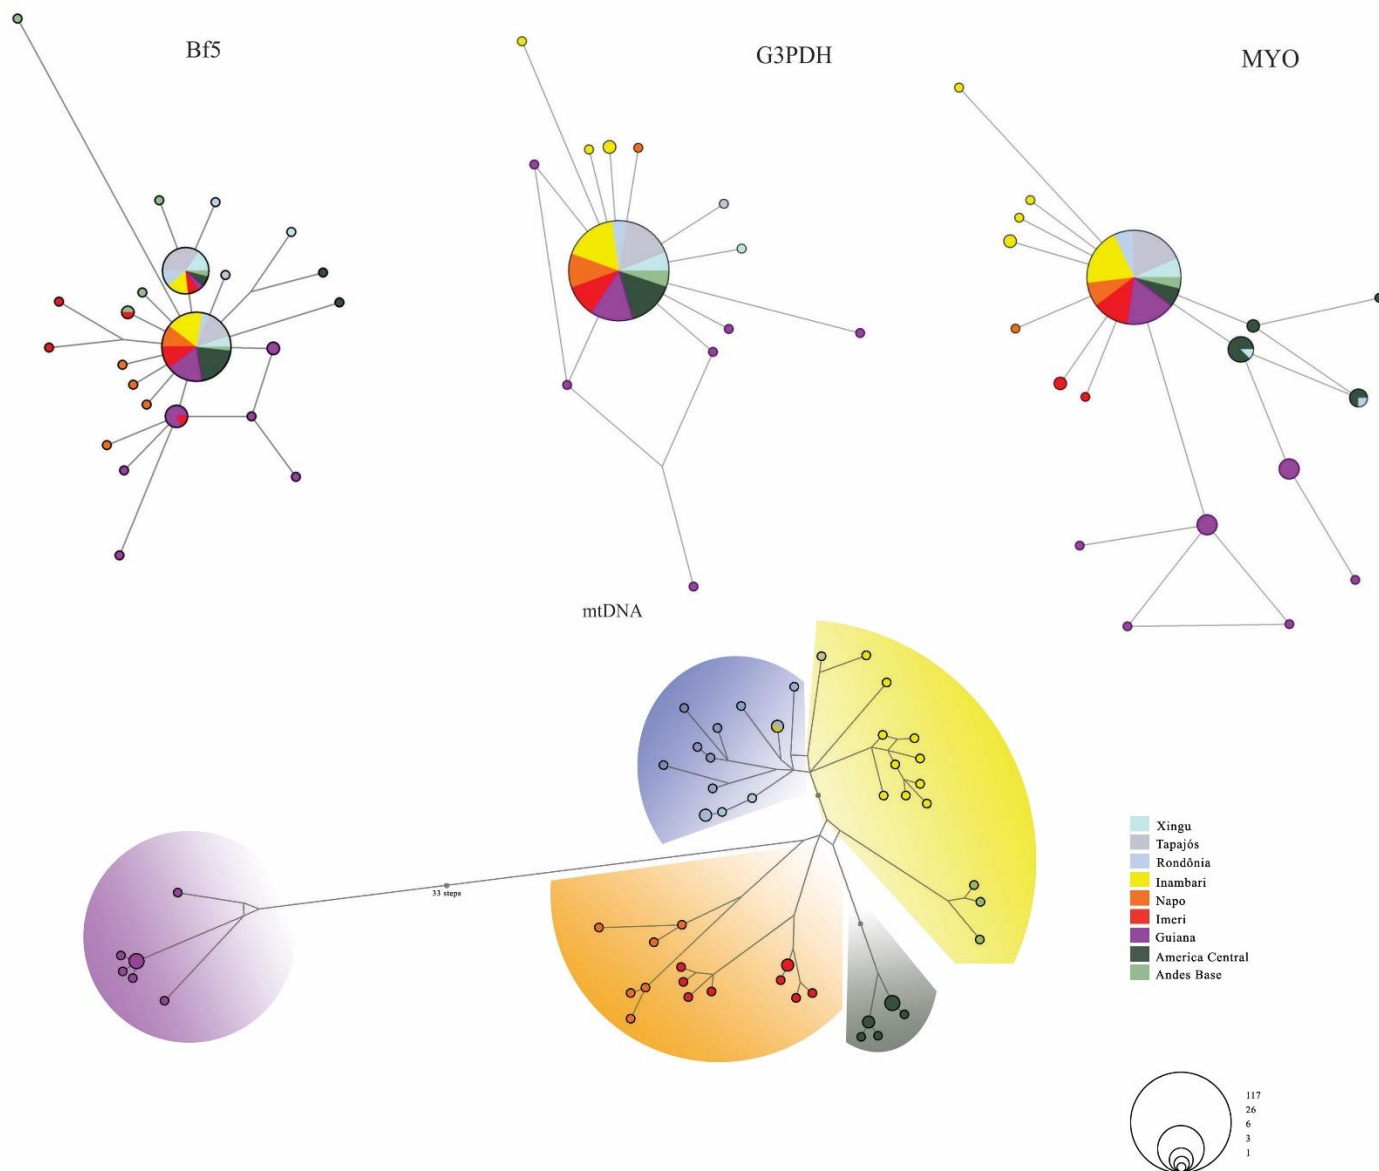 Bf5
G3PDH
MYO
mtDNA
33 steps
Xingu
Tapajós
Rondônia
Inambari
Napo
Imeri
Guiana
America Central
Andes Base
117
26
6
3
1